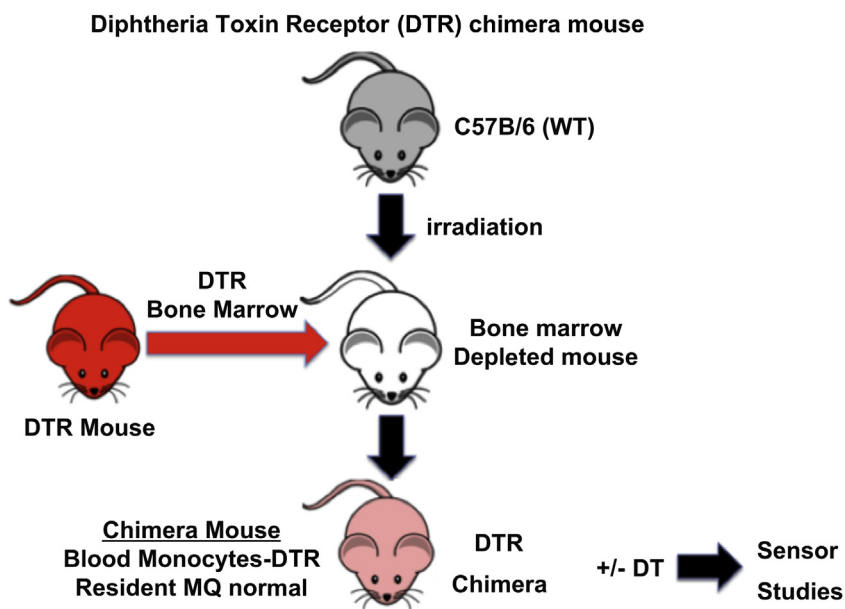 Diphtheria Toxin Receptor (DTR) chimera mouse
C57B/6 (WT)
irradiation
DTR
Bone Marrow
Bone marrow
Depleted mouse
DTR Mouse
Chimera Mouse
Blood Monocytes-DTR
Resident MQ normal
DTR
Chimera
+/- DT
Sensor
Studies